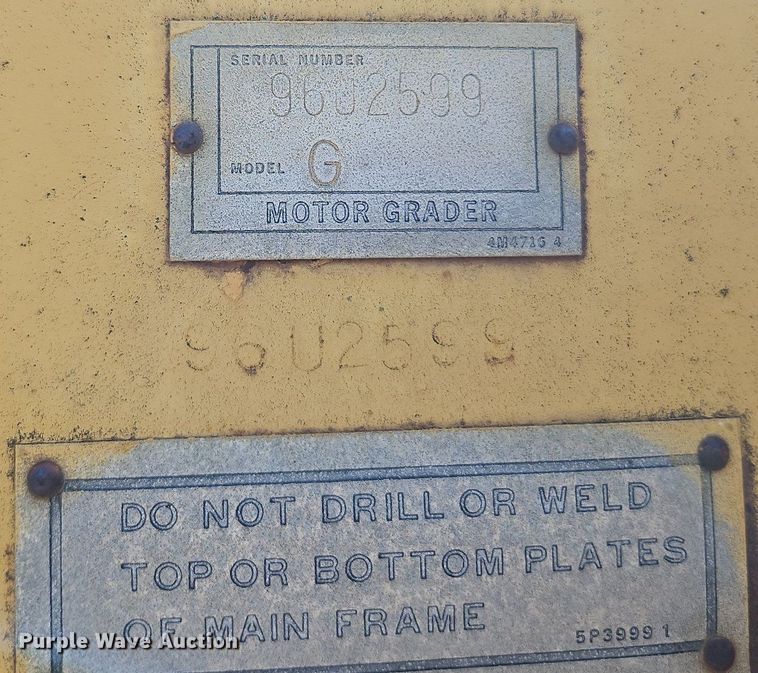 SERIAL NUMBER
96U2599
MODEL G
MOTOR GRADER
4M4716 4
96U2599
DO NOT DRILL OR WELD
TOP OR BOTTOM PLATES
OF MAIN FRAME
5P3999 1
Purple Wave Auction